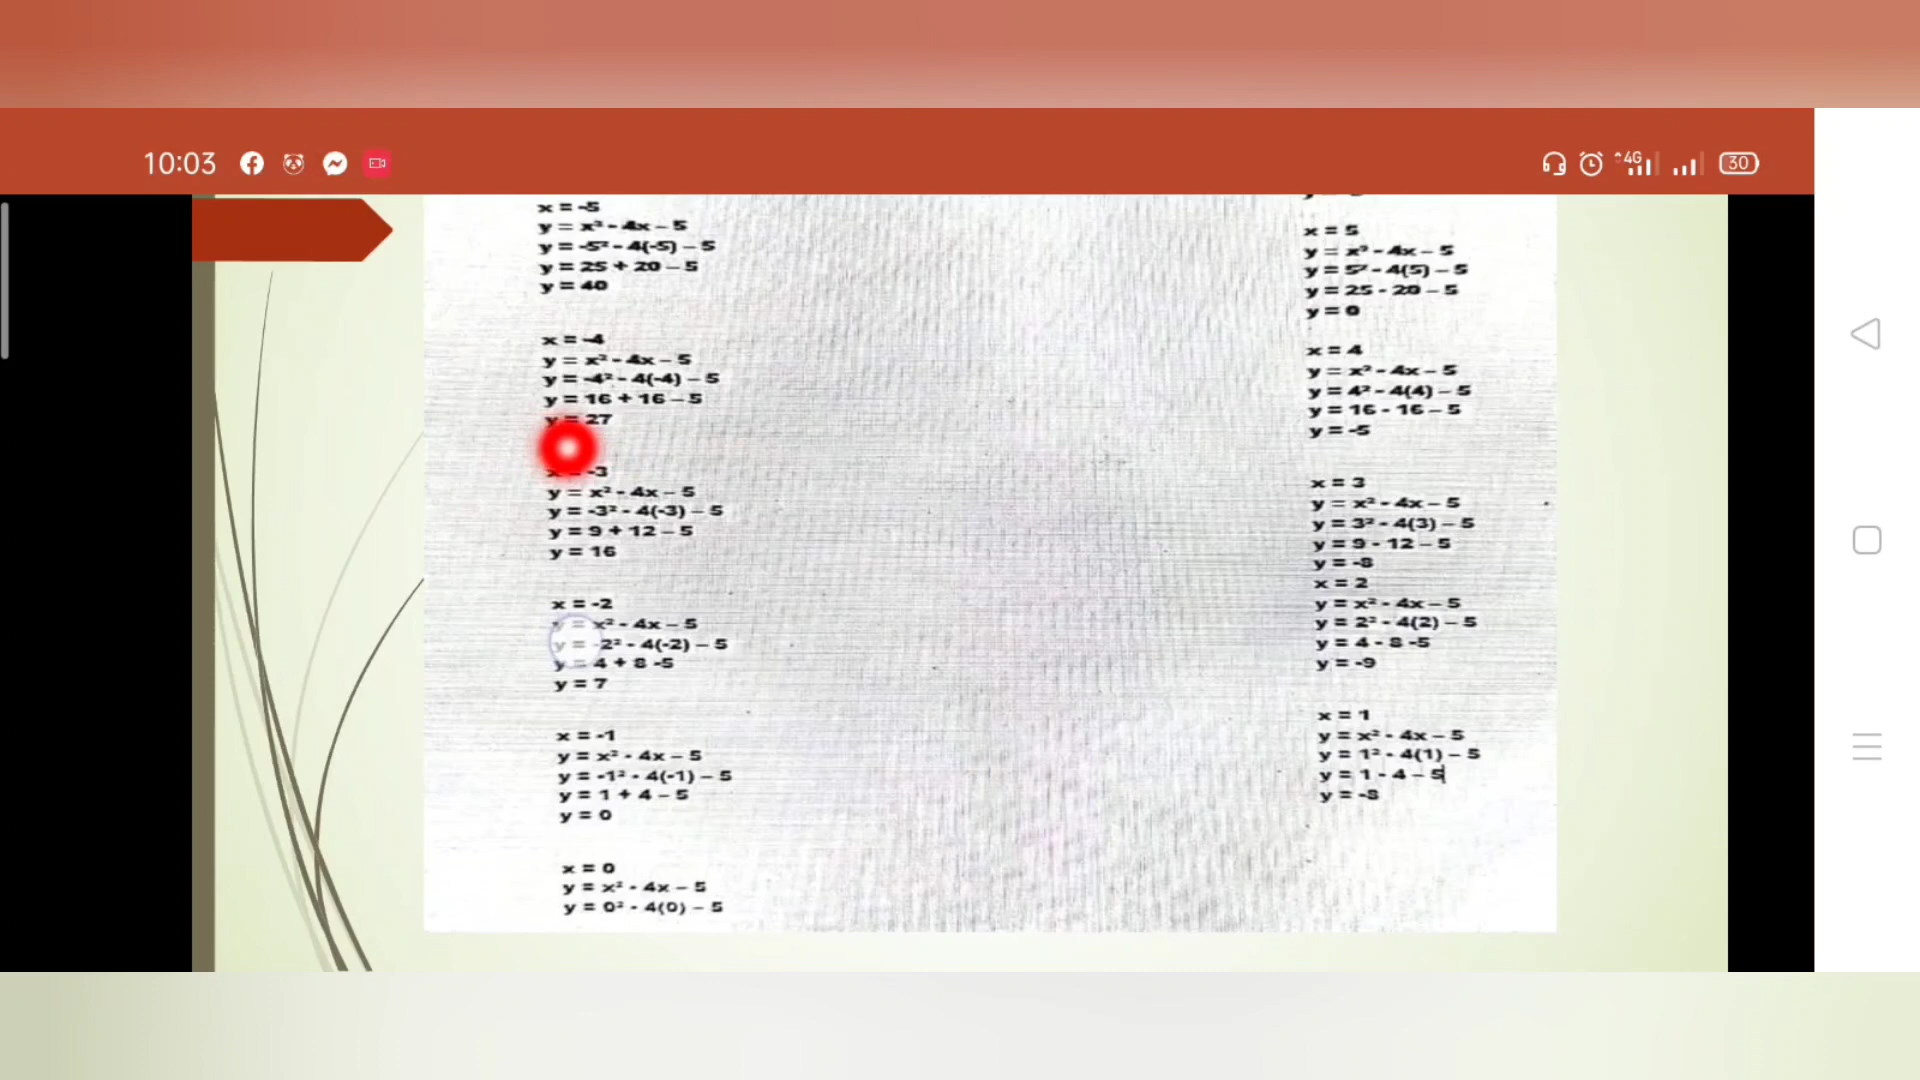 10:03
4G
30
x = -5
y = x² - 4x – 5
y = -5² - 4(-5) – 5
y = 25 + 20 – 5
y = 40
x = -4
y = x² - 4x – 5
y = -4² - 4(-4) – 5
y = 16 + 16 – 5
y = 27
x = -3
y = x² - 4x – 5
y = -3² - 4(-3) – 5
y = 9 + 12 – 5
y = 16
x = -2
y = x² - 4x – 5
y = -2² - 4(-2) – 5
y = 4 + 8 -5
y = 7
x = -1
y = x² - 4x – 5
y = -1² - 4(-1) – 5
y = 1 + 4 – 5
y = 0
x = 0
y = x² - 4x – 5
y = 0² - 4(0) – 5
x = 5
y = x² - 4x – 5
y = 5² - 4(5) – 5
y = 25 - 20 – 5
y = 0
x = 4
y = x² - 4x – 5
y = 4² - 4(4) – 5
y = 16 - 16 – 5
y = -5
x = 3
y = x² - 4x – 5
y = 3² - 4(3) – 5
y = 9 - 12 – 5
y = -8
x = 2
y = x² - 4x – 5
y = 2² - 4(2) – 5
y = 4 - 8 -5
y = -9
x = 1
y = x² - 4x – 5
y = 1² - 4(1) – 5
y = 1 - 4 – 5
y = -8